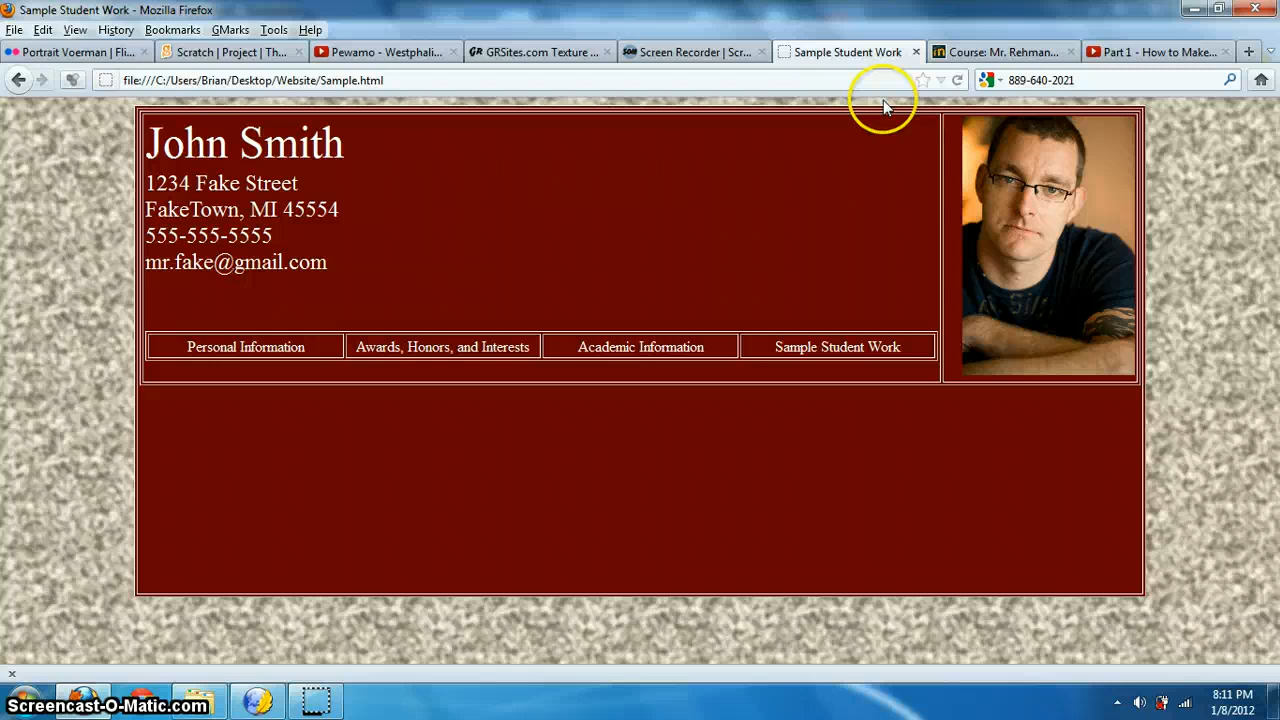 Sample Student Work - Mozilla Firefox
File Edit View History Bookmarks GMarks Tools Help
Portrait Voerman | Fli... Scratch | Project | Th... Pewamo - Westphali... GR GRSites.com Texture ... SOM Screen Recorder | Scr... Sample Student Work Course: Mr. Rehman... Part 1 - How to Make...
file:///C:/Users/Brian/Desktop/Website/Sample.html 889-640-2021
John Smith
1234 Fake Street
FakeTown, MI 45554
555-555-5555
mr.fake@gmail.com
Personal Information Awards, Honors, and Interests Academic Information Sample Student Work
Screencast-O-Matic.com
8:11 PM
1/8/2012